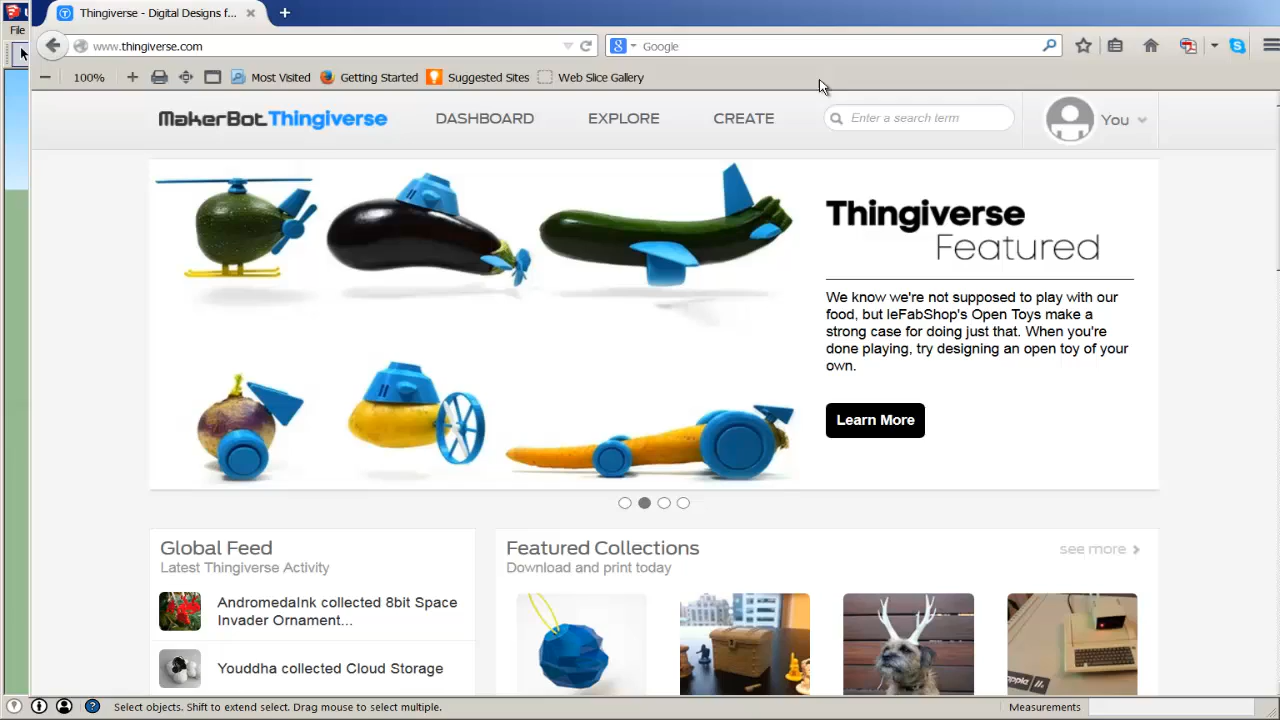 Thingiverse - Digital Designs f...
File
www.thingiverse.com
Google
100%
Most Visited
Getting Started
Suggested Sites
Web Slice Gallery
MakerBot Thingiverse
DASHBOARD
EXPLORE
CREATE
Enter a search term
You
Thingiverse
Featured
We know we're not supposed to play with our
food, but leFabShop's Open Toys make a
strong case for doing just that. When you're
done playing, try designing an open toy of your
own.
Learn More
Global Feed
Latest Thingiverse Activity
AndromedaInk collected 8bit Space
Invader Ornament...
Youddha collected Cloud Storage
Featured Collections
Download and print today
see more
Select objects. Shift to extend select. Drag mouse to select multiple.
Measurements